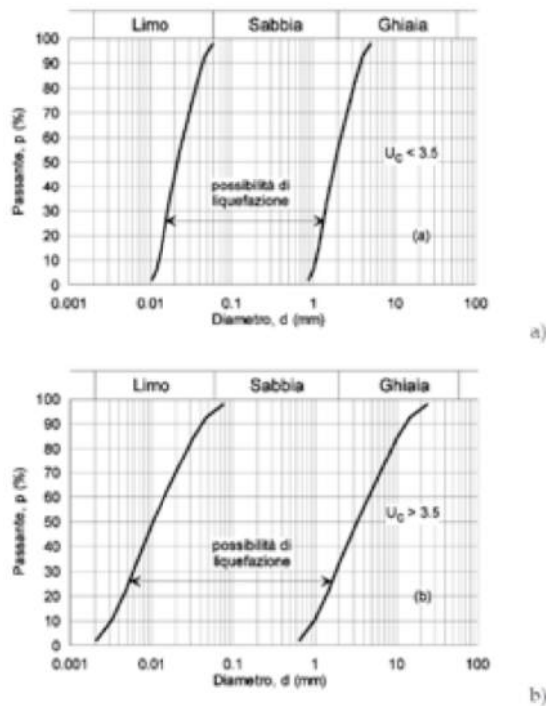 Limo Sabbia Ghiaia
100
90
80
70
60
50
40
30
20
10
0
Passante, p (%)
U_C < 3.5
possibilità di
liquefazione
(a)
0.001 0.01 0.1 1 10 100
Diametro, d (mm)
a)
Limo Sabbia Ghiaia
100
90
80
70
60
50
40
30
20
10
0
Passante, p (%)
U_C > 3.5
possibilità di
liquefazione
(b)
0.001 0.01 0.1 1 10 100
Diametro, d (mm)
b)